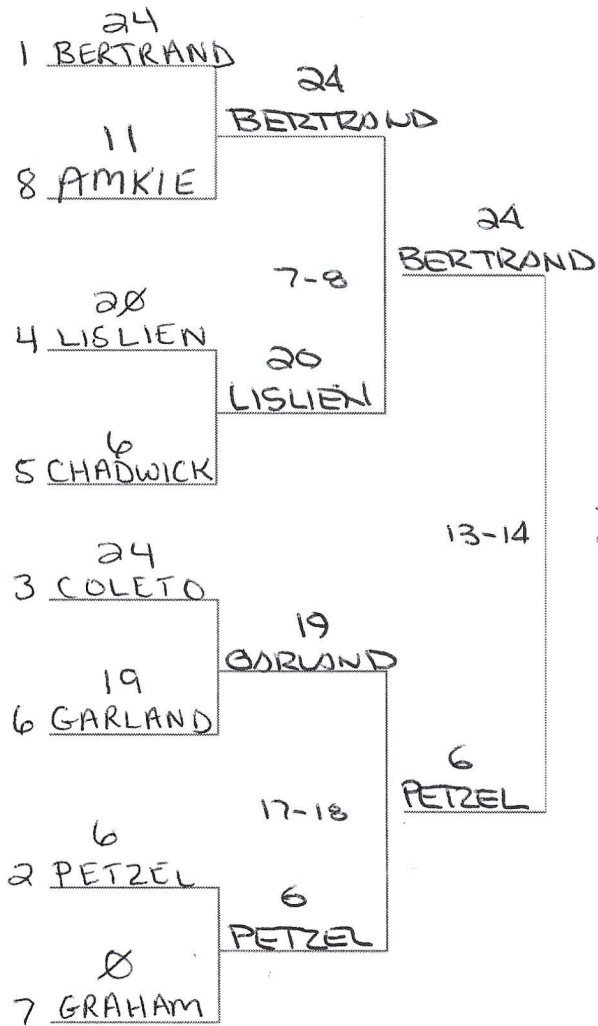 24
1 BERTRAND
24
BERTRAND
11
8 AMKIE
24
BERTRAND
7-8
20
4 LISLIEN
20
LISLIEN
6
5 CHADWICK
13-14
24
3 COLETO
19
GARLAND
19
6 GARLAND
6
PETZEL
17-18
6
2 PETZEL
6
PETZEL
Ø
7 GRAHAM